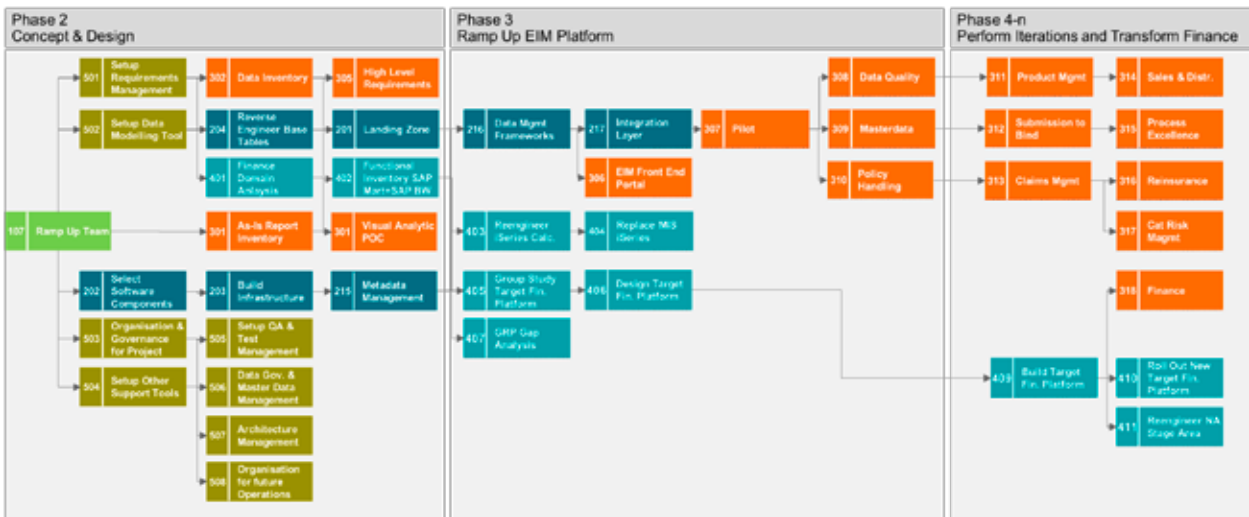 Phase 2
Concept & Design
Phase 3
Ramp Up EIM Platform
Phase 4-n
Perform Iterations and Transform Finance
501 Setup
Requirements
Management
302 Data Inventory
305 High Level
Requirements
308 Data Quality
311 Product Mgmt
314 Sales & Distr.
502 Setup Data
Modelling Tool
204 Reverse
Engineer Base
Tables
201 Landing Zone
216 Data Mgmt
Frameworks
217 Integration
Layer
307 Pilot
309 Masterdata
312 Submission to
Bind
315 Process
Excellence
401 Finance
Domain
Anlaysis
402 Functional
Inventory SAP
Mart+SAP BW
306 EIM Front End
Portal
310 Policy
Handling
313 Claims Mgmt
316 Reinsurance
107 Ramp Up Team
301 As-Is Report
Inventory
301 Visual Analytic
POC
403 Reengineer
iSeries Calc.
404 Replace MIS
iSeries
317 Cat Risk
Magmt
202 Select
Software
Components
203 Build
Infrastructure
215 Metadata
Management
405 Group Study
Target Fin.
Platform
406 Design Target
Fin. Platform
318 Finance
503 Organisation &
Governance
for Project
505 Setup QA &
Test
Management
407 GRP Gap
Analysis
504 Setup Other
Support Tools
506 Data Gov. &
Master Data
Management
409 Build Target
Fin. Platform
410 Roll Out New
Target Fin.
Platform
507 Architecture
Management
411 Reengineer NA
Stage Area
508 Organisation
for future
Operations